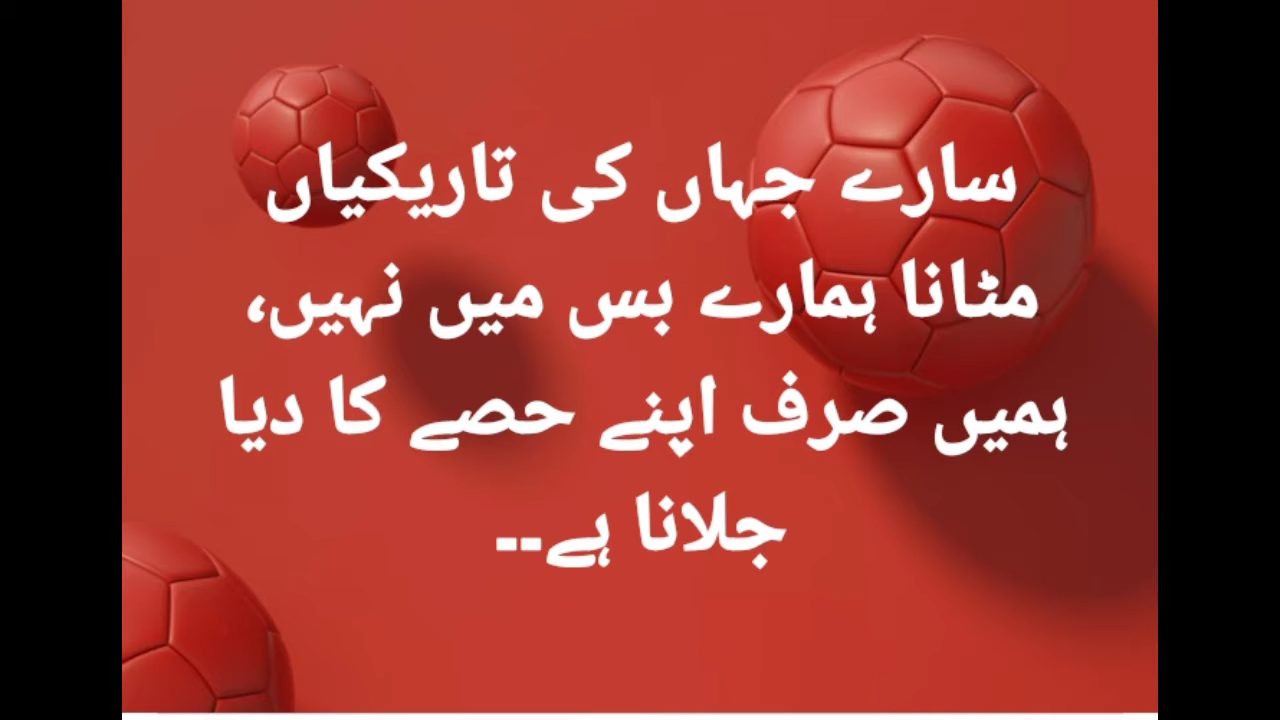 سارے جہاں کی تاریکیاں
مٹانا ہمارے بس میں نہیں،
ہمیں صرف اپنے حصے کا دیا
جلانا ہے--